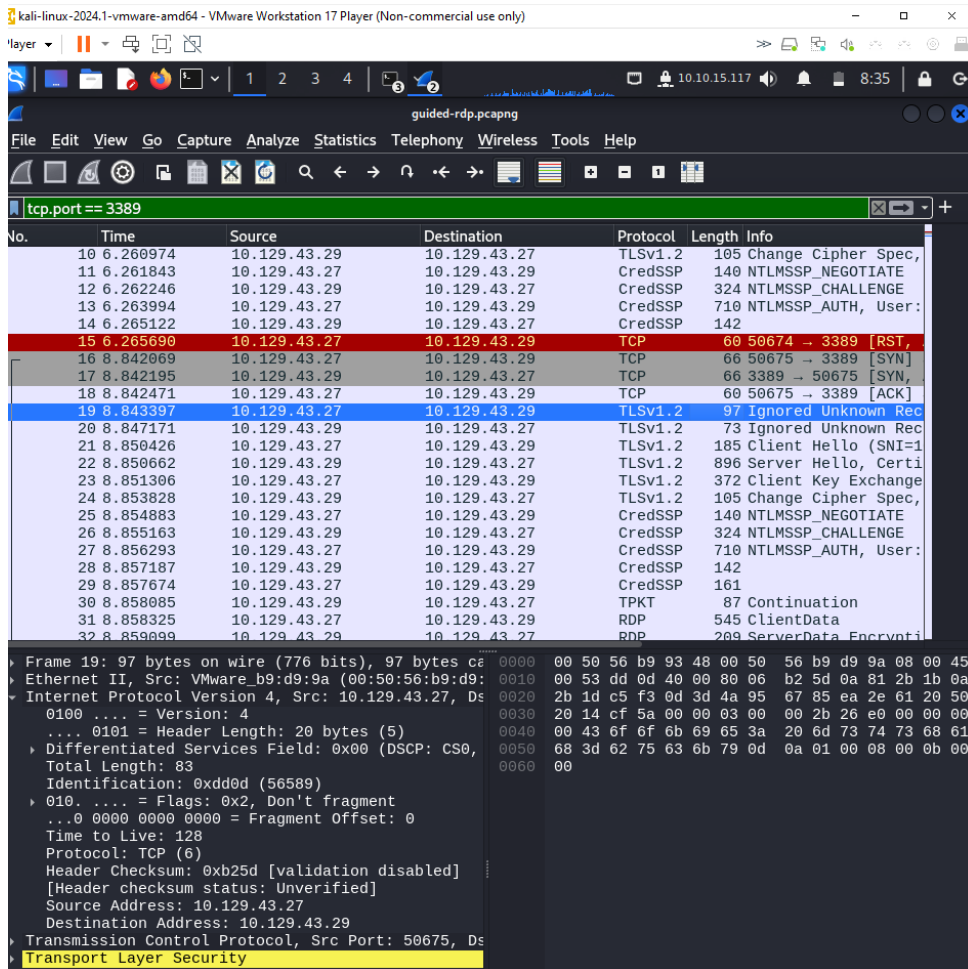 kali-linux-2024.1-vmware-amd64 - VMware Workstation 17 Player (Non-commercial use only)
1 2 3 4 3 2 10.10.15.117 8:35
guided-rdp.pcapng
File Edit View Go Capture Analyze Statistics Telephony Wireless Tools Help
tcp.port == 3389
No. Time Source Destination Protocol Length Info
10 6.260974 10.129.43.29 10.129.43.27 TLSv1.2 105 Change Cipher Spec,
11 6.261843 10.129.43.27 10.129.43.29 CredSSP 140 NTLMSSP_NEGOTIATE
12 6.262246 10.129.43.29 10.129.43.27 CredSSP 324 NTLMSSP_CHALLENGE
13 6.263994 10.129.43.27 10.129.43.29 CredSSP 710 NTLMSSP_AUTH, User:
14 6.265122 10.129.43.29 10.129.43.27 CredSSP 142
15 6.265690 10.129.43.27 10.129.43.29 TCP 60 50674 → 3389 [RST,
16 8.842069 10.129.43.27 10.129.43.29 TCP 66 50675 → 3389 [SYN]
17 8.842195 10.129.43.29 10.129.43.27 TCP 66 3389 → 50675 [SYN,
18 8.842471 10.129.43.27 10.129.43.29 TCP 60 50675 → 3389 [ACK]
19 8.843397 10.129.43.27 10.129.43.29 TLSv1.2 97 Ignored Unknown Rec
20 8.847171 10.129.43.29 10.129.43.27 TLSv1.2 73 Ignored Unknown Rec
21 8.850426 10.129.43.27 10.129.43.29 TLSv1.2 185 Client Hello (SNI=1
22 8.850662 10.129.43.29 10.129.43.27 TLSv1.2 896 Server Hello, Certi
23 8.851306 10.129.43.27 10.129.43.29 TLSv1.2 372 Client Key Exchange
24 8.853828 10.129.43.29 10.129.43.27 TLSv1.2 105 Change Cipher Spec,
25 8.854883 10.129.43.27 10.129.43.29 CredSSP 140 NTLMSSP_NEGOTIATE
26 8.855163 10.129.43.29 10.129.43.27 CredSSP 324 NTLMSSP_CHALLENGE
27 8.856293 10.129.43.27 10.129.43.29 CredSSP 710 NTLMSSP_AUTH, User:
28 8.857187 10.129.43.29 10.129.43.27 CredSSP 142
29 8.857674 10.129.43.27 10.129.43.29 CredSSP 161
30 8.858085 10.129.43.29 10.129.43.27 TPKT 87 Continuation
31 8.858325 10.129.43.27 10.129.43.29 RDP 545 ClientData
32 8.859099 10.129.43.29 10.129.43.27 RDP 209 ServerData Encrypti
Frame 19: 97 bytes on wire (776 bits), 97 bytes ca
Ethernet II, Src: VMware_b9:d9:9a (00:50:56:b9:d9:
Internet Protocol Version 4, Src: 10.129.43.27, Ds
0100 .... = Version: 4
.... 0101 = Header Length: 20 bytes (5)
Differentiated Services Field: 0x00 (DSCP: CS0,
Total Length: 83
Identification: 0xdd0d (56589)
010. .... = Flags: 0x2, Don't fragment
...0 0000 0000 0000 = Fragment Offset: 0
Time to Live: 128
Protocol: TCP (6)
Header Checksum: 0xb25d [validation disabled]
[Header checksum status: Unverified]
Source Address: 10.129.43.27
Destination Address: 10.129.43.29
Transmission Control Protocol, Src Port: 50675, Ds
Transport Layer Security
0000 00 50 56 b9 93 48 00 50 56 b9 d9 9a 08 00 45
0010 00 53 dd 0d 40 00 80 06 b2 5d 0a 81 2b 1b 0a
0020 2b 1d c5 f3 0d 3d 4a 95 67 85 ea 2e 61 20 50
0030 20 14 cf 5a 00 00 03 00 00 2b 26 e0 00 00 00
0040 00 43 6f 6f 6b 69 65 3a 20 6d 73 74 73 68 61
0050 68 3d 62 75 63 6b 79 0d 0a 01 00 08 00 0b 00
0060 00